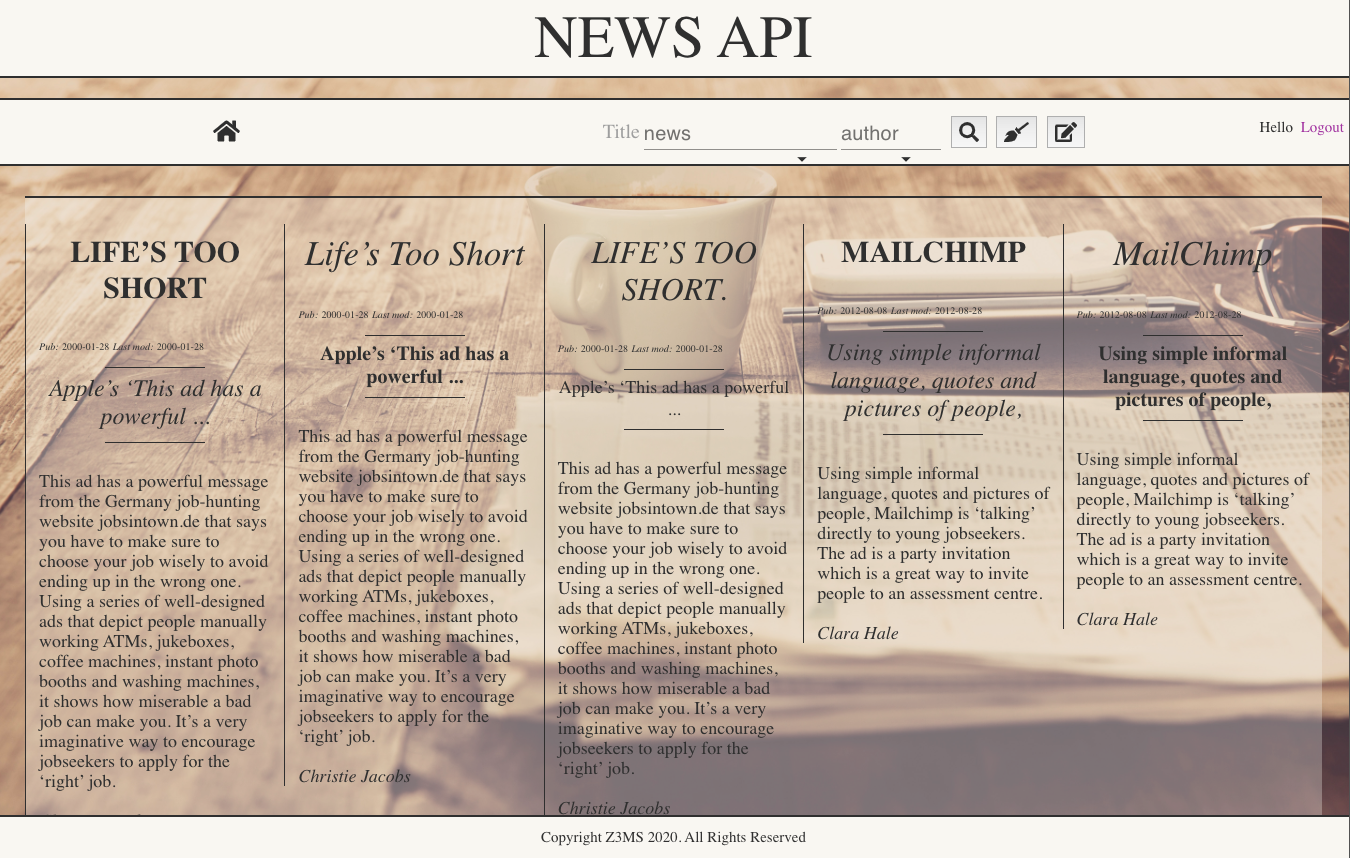 NEWS API
Title news author
Hello Logout
LIFE’S TOO
SHORT
Pub: 2000-01-28 Last mod: 2000-01-28
Apple’s ‘This ad has a
powerful ...
This ad has a powerful message
from the Germany job-hunting
website jobsintown.de that says
you have to make sure to
choose your job wisely to avoid
ending up in the wrong one.
Using a series of well-designed
ads that depict people manually
working ATMs, jukeboxes,
coffee machines, instant photo
booths and washing machines,
it shows how miserable a bad
job can make you. It’s a very
imaginative way to encourage
jobseekers to apply for the
‘right’ job.
Life’s Too Short
Pub: 2000-01-28 Last mod: 2000-01-28
Apple’s ‘This ad has a
powerful ...
This ad has a powerful message
from the Germany job-hunting
website jobsintown.de that says
you have to make sure to
choose your job wisely to avoid
ending up in the wrong one.
Using a series of well-designed
ads that depict people manually
working ATMs, jukeboxes,
coffee machines, instant photo
booths and washing machines,
it shows how miserable a bad
job can make you. It’s a very
imaginative way to encourage
jobseekers to apply for the
‘right’ job.
Christie Jacobs
LIFE’S TOO
SHORT.
Pub: 2000-01-28 Last mod: 2000-01-28
Apple’s ‘This ad has a powerful
...
This ad has a powerful message
from the Germany job-hunting
website jobsintown.de that says
you have to make sure to
choose your job wisely to avoid
ending up in the wrong one.
Using a series of well-designed
ads that depict people manually
working ATMs, jukeboxes,
coffee machines, instant photo
booths and washing machines,
it shows how miserable a bad
job can make you. It’s a very
imaginative way to encourage
jobseekers to apply for the
‘right’ job.
Christie Jacobs
MAILCHIMP
Pub: 2012-08-08 Last mod: 2012-08-28
Using simple informal
language, quotes and
pictures of people,
Using simple informal
language, quotes and pictures of
people, Mailchimp is ‘talking’
directly to young jobseekers.
The ad is a party invitation
which is a great way to invite
people to an assessment centre.
Clara Hale
MailChimp
Pub: 2012-08-08 Last mod: 2012-08-28
Using simple informal
language, quotes and
pictures of people,
Using simple informal
language, quotes and pictures of
people, Mailchimp is ‘talking’
directly to young jobseekers.
The ad is a party invitation
which is a great way to invite
people to an assessment centre.
Clara Hale
Copyright Z3MS 2020. All Rights Reserved